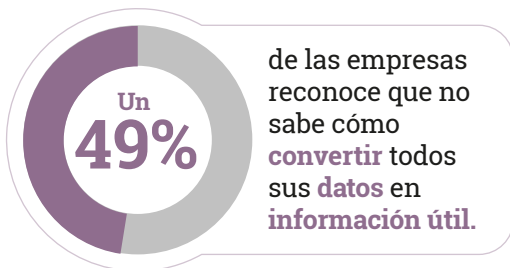 Un
49%
de las empresas
reconoce que no
sabe cómo
convertir todos
sus datos en
información útil.